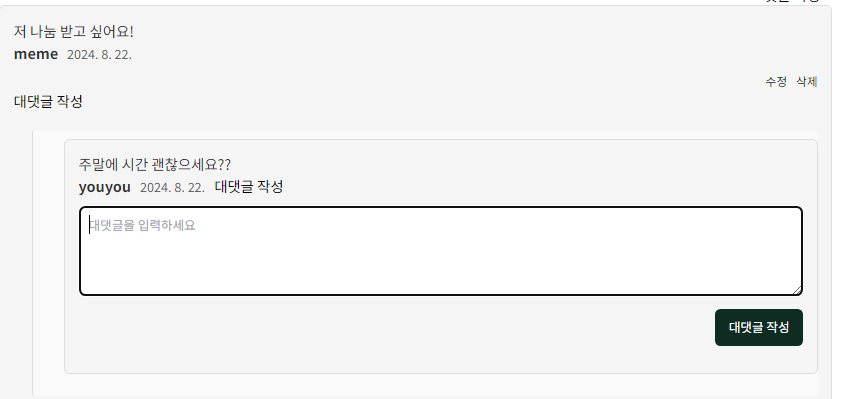 저 나눔 받고 싶어요!
meme 2024. 8. 22.
수정 삭제
대댓글 작성
주말에 시간 괜찮으세요??
youyou 2024. 8. 22. 대댓글 작성
대댓글을 입력하세요
대댓글 작성